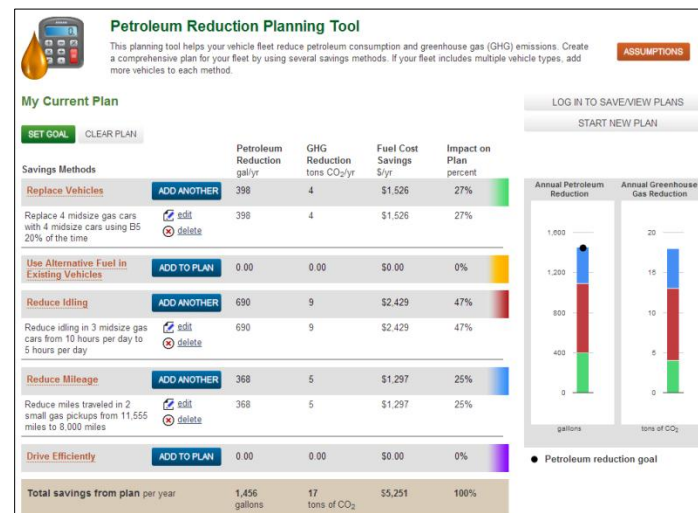 Petroleum Reduction Planning Tool
This planning tool helps your vehicle fleet reduce petroleum consumption and greenhouse gas (GHG) emissions. Create
a comprehensive plan for your fleet by using several savings methods. If your fleet includes multiple vehicle types, add
more vehicles to each method.
ASSUMPTIONS
My Current Plan
LOG IN TO SAVE/VIEW PLANS
START NEW PLAN
SET GOAL CLEAR PLAN
Savings Methods
Petroleum
Reduction
gal/yr
GHG
Reduction
tons CO₂/yr
Fuel Cost
Savings
$/yr
Impact on
Plan
percent
Replace Vehicles ADD ANOTHER 398 4 $1,526 27%
Replace 4 midsize gas cars edit 398 4 $1,526 27%
with 4 midsize cars using B5 delete
20% of the time
Use Alternative Fuel in
Existing Vehicles ADD TO PLAN 0.00 0.00 $0.00 0%
Reduce Idling ADD ANOTHER 690 9 $2,429 47%
Reduce idling in 3 midsize gas edit 690 9 $2,429 47%
cars from 10 hours per day to delete
5 hours per day
Reduce Mileage ADD ANOTHER 368 5 $1,297 25%
Reduce miles traveled in 2 edit 368 5 $1,297 25%
small gas pickups from 11,555 delete
miles to 8,000 miles
Drive Efficiently ADD TO PLAN 0.00 0.00 $0.00 0%
Total savings from plan per year 1,456 17 $5,251 100%
gallons tons of CO₂
Annual Petroleum
Reduction
1,600
1,200
800
400
0
gallons
Annual Greenhouse
Gas Reduction
20
15
10
5
0
tons of CO₂
Petroleum reduction goal